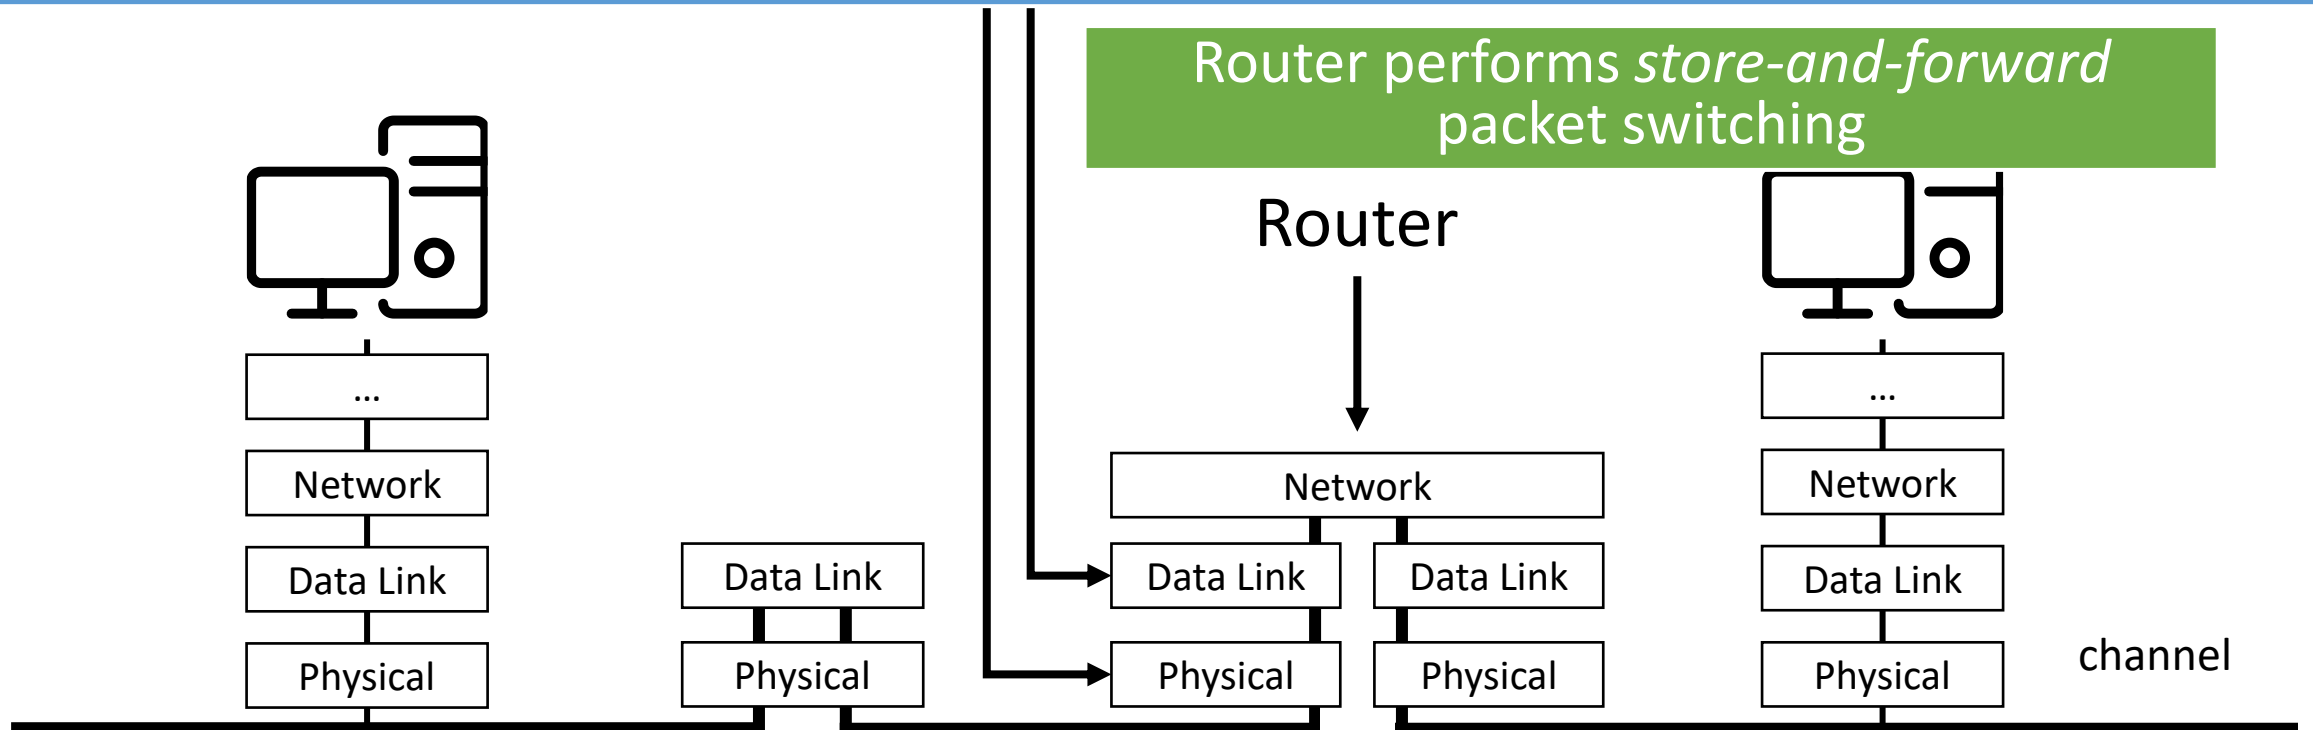 Router performs store-and-forward
packet switching
Router
...
...
Network
Network
Network
Data Link
Data Link
Data Link
Data Link
Data Link
Physical
Physical
Physical
Physical
Physical
channel